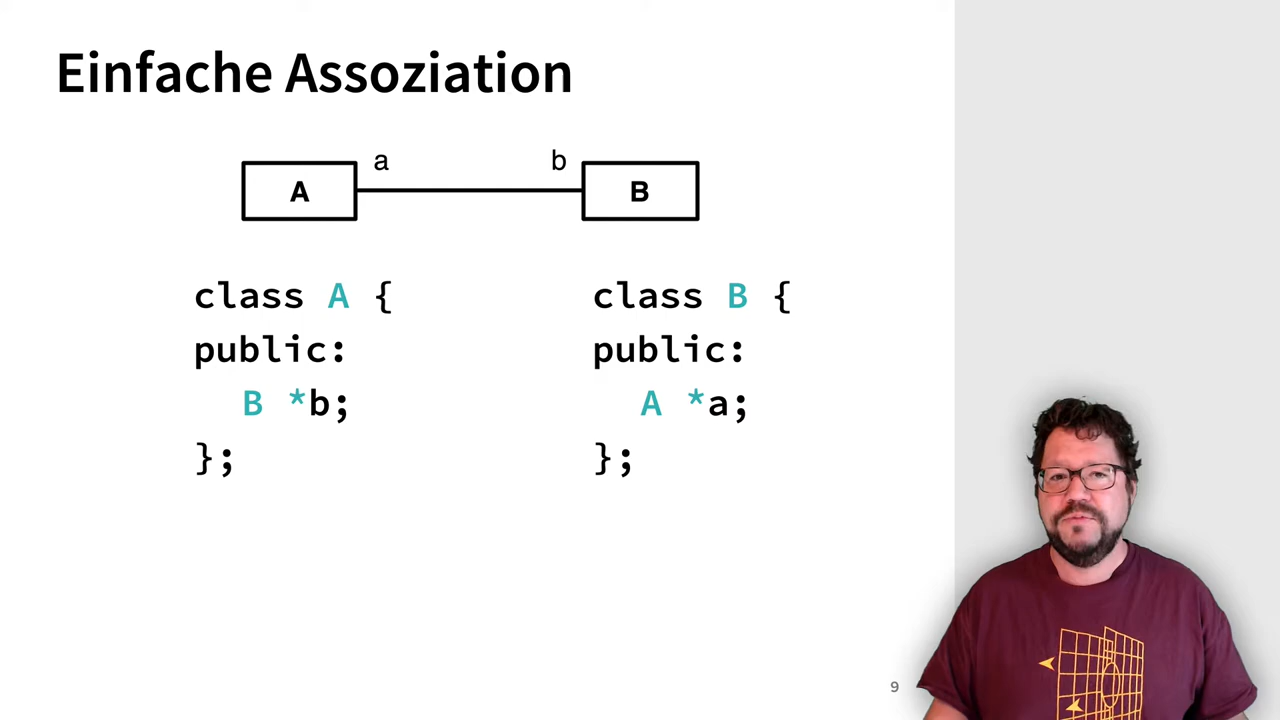 Einfache Assoziation
a
b
A
B
class A {
public:
B *b;
};
class B {
public:
A *a;
};
9